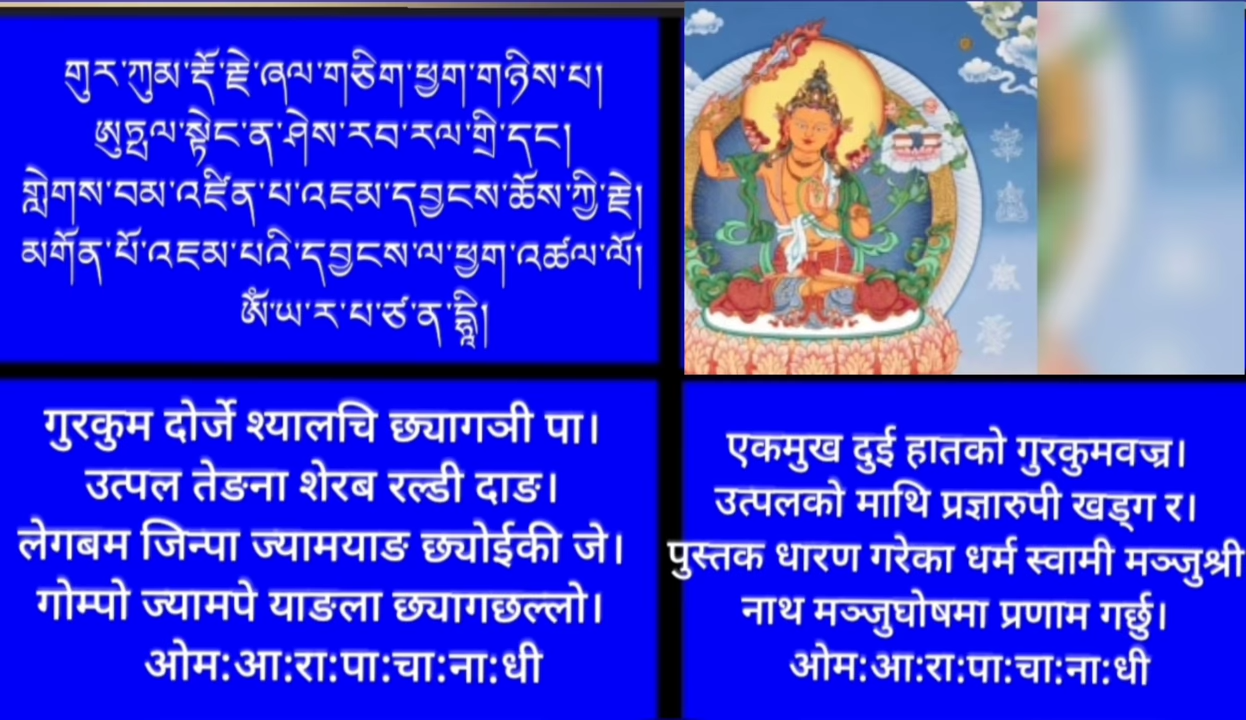 གུར་ཀུམ་རྡོ་རྗེ་ཞལ་གཅིག་ཕྱག་གཉིས་པ།
ཨུཏྤལ་སྟེང་ན་ཤེས་རབ་རལ་གྲི་དང།
གླེགས་བམ་འཛིན་པ་འཇམ་དབྱངས་ཆོས་ཀྱི་རྗེ།
མགོན་པོ་འཇམ་པའི་དབྱངས་ལ་ཕྱག་འཚལ་ལོ།
ཨོཾ་ཡ་ར་པ་ཙ་ན་དྷཱི།
गुरकुम दोर्जे श्यालचि छ्यागञी पा।
उत्पल तेङना शेरब रल्डी दाङ।
लेगबम जिन्पा ज्यामयाङ छ्योईकी जे।
गोम्पो ज्यामपे याङला छ्यागछल्लो।
ओम:आ:रा:पा:चा:ना:धी
एकमुख दुई हातको गुरकुमवज्र।
उत्पलको माथि प्रज्ञारुपी खड्ग र।
पुस्तक धारण गरेका धर्म स्वामी मञ्जुश्री
नाथ मञ्जुघोषमा प्रणाम गर्छु।
ओम:आ:रा:पा:चा:ना:धी